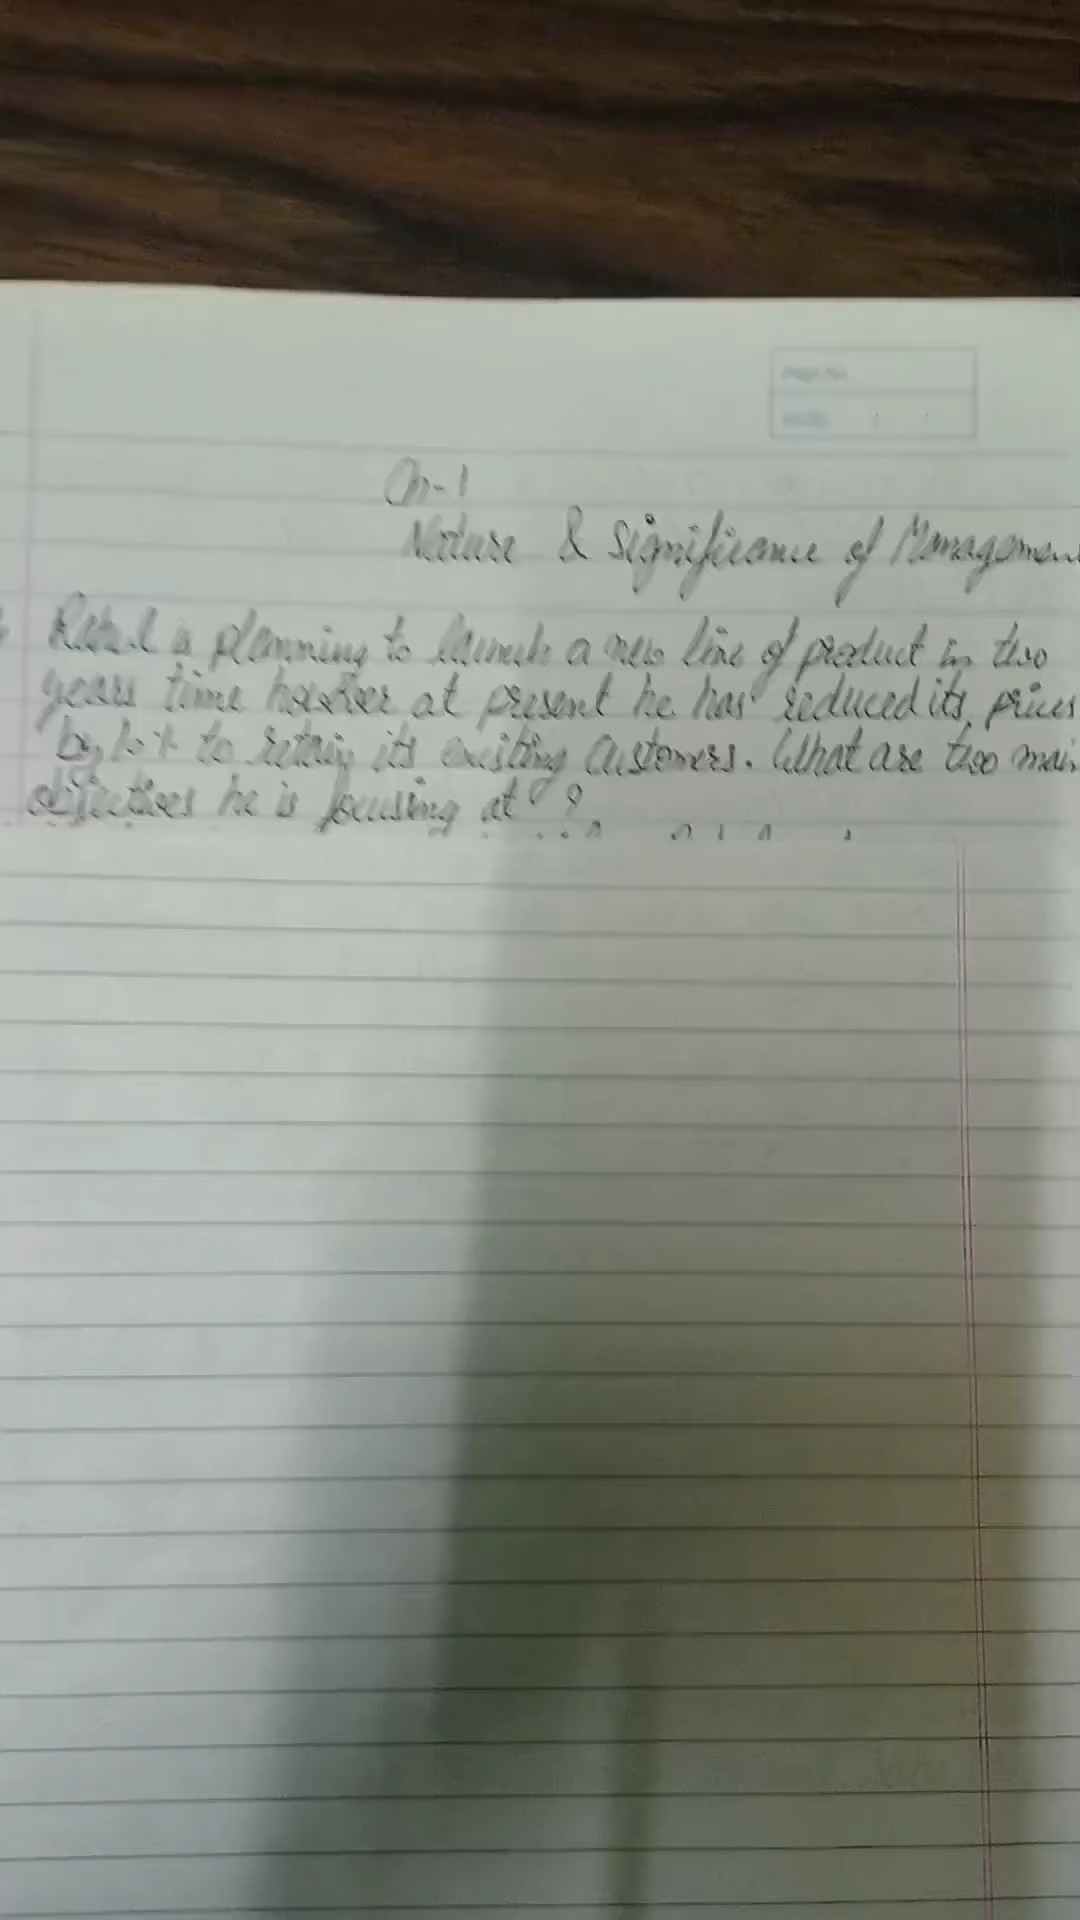 Ch-1
Nature & Significance of Managemen
Rahul is planning to launch a new line of product in two
years time however at present he has reduced its prices
by to retain its existing customers. What are two main
objectives he is focusing at ?